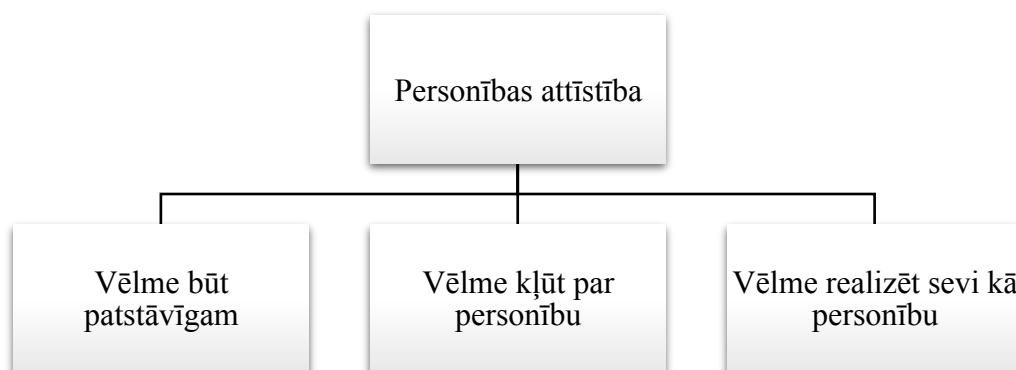 Personības attīstība
Vēlme būt
patstāvīgam
Vēlme kļūt par
personību
Vēlme realizēt sevi kā
personību